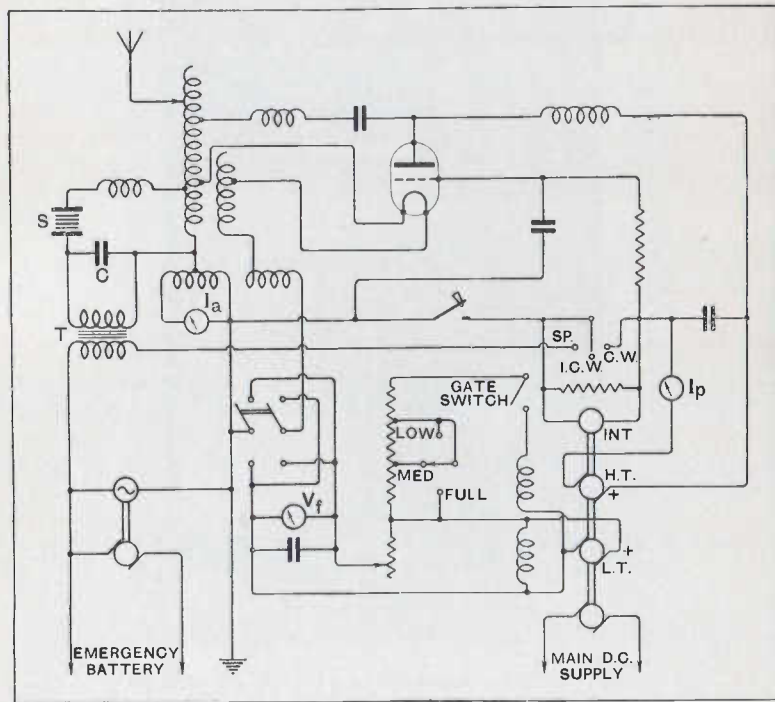 S
C
T
Ia
SP.
I.C.W.
C.W.
Ip
GATE
SWITCH
LOW
MED
FULL
INT
H.T.
+
Vf
+
L.T.
EMERGENCY
BATTERY
MAIN D.C.
SUPPLY